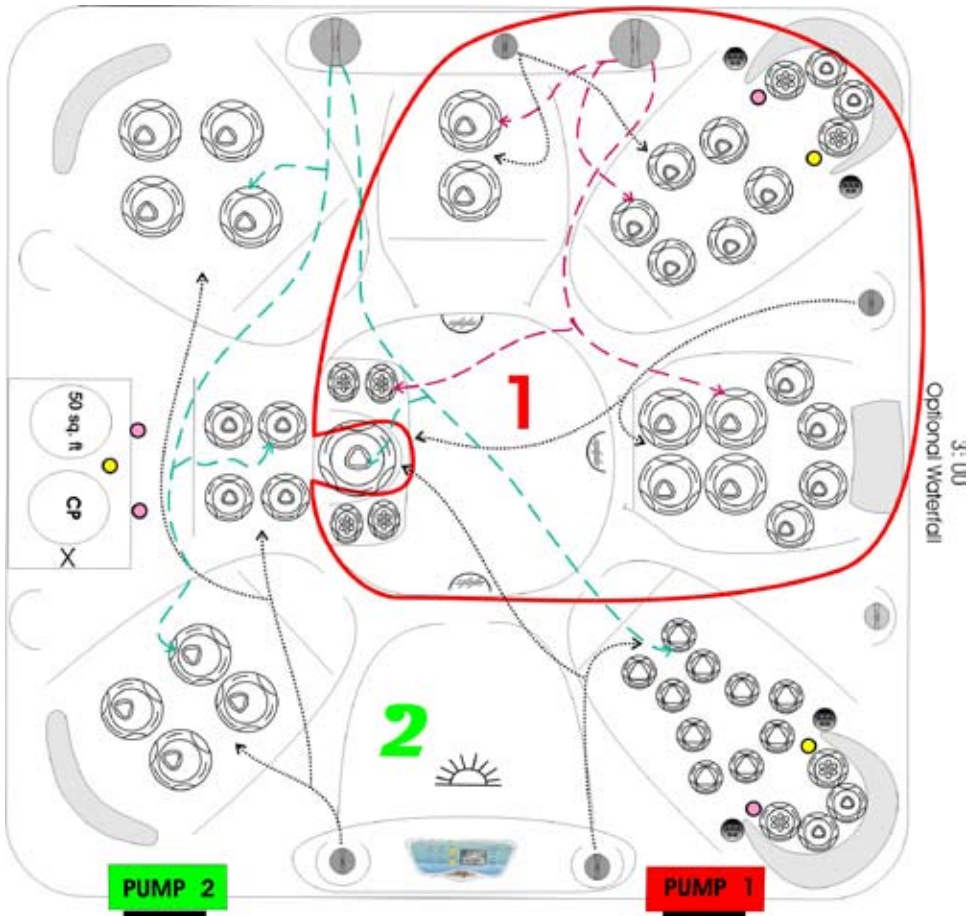 1
50 sq. ft
CP
X
3:00
Optional Waterfall
2
PUMP 2
PUMP 1